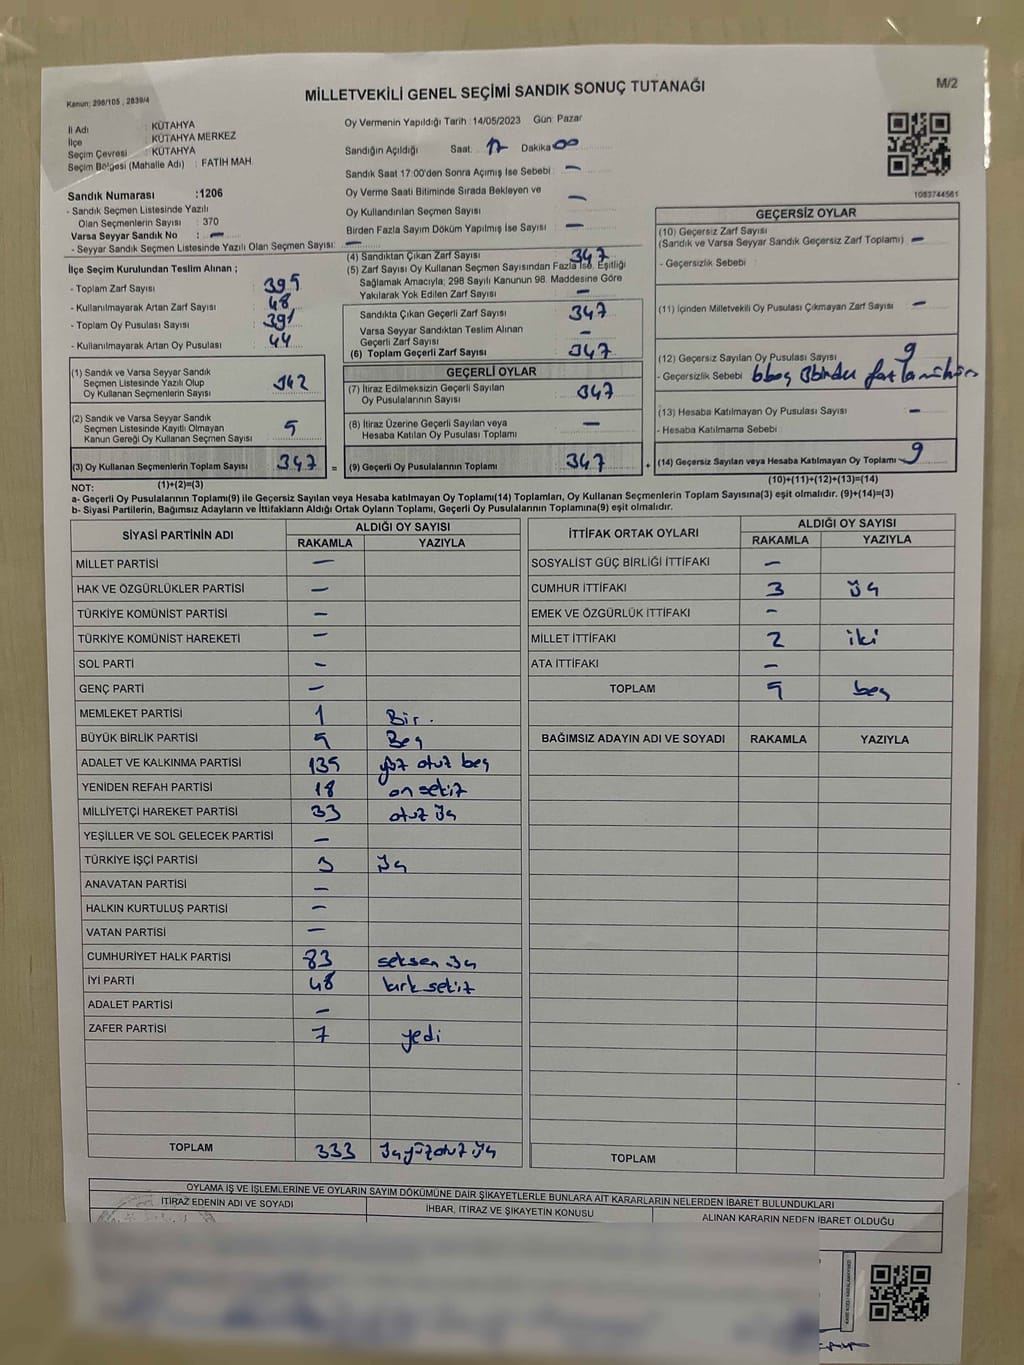 Kanun: 298/105 , 2839/4
MİLLETVEKİLİ GENEL SEÇİMİ SANDIK SONUÇ TUTANAĞI
M/2
İl Adı : KÜTAHYA
İlçe : KÜTAHYA MERKEZ
Seçim Çevresi : KÜTAHYA
Seçim Bölgesi (Mahalle Adı) : FATİH MAH.
Sandık Numarası :1206
- Sandık Seçmen Listesinde Yazılı
Olan Seçmenlerin Sayısı : 370
Varsa Seyyar Sandık No : —
- Seyyar Sandık Seçmen Listesinde Yazılı Olan Seçmen Sayısı: —
Oy Vermenin Yapıldığı Tarih :14/05/2023 Gün: Pazar
Sandığın Açıldığı Saat: 17 Dakika 00
Sandık Saat 17:00'den Sonra Açımış İse Sebebi : —
Oy Verme Saati Bitiminde Sırada Bekleyen ve
Oy Kullandırılan Seçmen Sayısı —
Birden Fazla Sayım Döküm Yapılmış İse Sayısı —
1083744561
İlçe Seçim Kurulundan Teslim Alınan ;
- Toplam Zarf Sayısı : 395
- Kullanılmayarak Artan Zarf Sayısı : 48
- Toplam Oy Pusulası Sayısı : 391
- Kullanılmayarak Artan Oy Pusulası : 44
(4) Sandıktan Çıkan Zarf Sayısı 347
(5) Zarf Sayısı Oy Kullanan Seçmen Sayısından Fazla İse, Eşitliği
Sağlamak Amacıyla; 298 Sayılı Kanunun 98. Maddesine Göre
Yakılarak Yok Edilen Zarf Sayısı —
Sandıkta Çıkan Geçerli Zarf Sayısı 347
Varsa Seyyar Sandıktan Teslim Alınan
Geçerli Zarf Sayısı —
(6) Toplam Geçerli Zarf Sayısı 347
GEÇERSİZ OYLAR
(10) Geçersiz Zarf Sayısı
(Sandık ve Varsa Seyyar Sandık Geçersiz Zarf Toplamı) —
- Geçersizlik Sebebi :
(11) İçinden Milletvekili Oy Pusulası Çıkmayan Zarf Sayısı —
(12) Geçersiz Sayılan Oy Pusulası Sayısı 9
- Geçersizlik Sebebi 6boş 3birden fazla mühür
(13) Hesaba Katılmayan Oy Pusulası Sayısı —
- Hesaba Katılmama Sebebi :
(14) Geçersiz Sayılan veya Hesaba Katılmayan Oy Toplamı 9
(10)+(11)+(12)+(13)=(14)
(1) Sandık ve Varsa Seyyar Sandık
Seçmen Listesinde Yazılı Olup
Oy Kullanan Seçmenlerin Sayısı 342
(2) Sandık ve Varsa Seyyar Sandık
Seçmen Listesinde Kayıtlı Olmayan
Kanun Gereği Oy Kullanan Seçmen Sayısı 5
(3) Oy Kullanan Seçmenlerin Toplam Sayısı 347 =
(1)+(2)=(3)
GEÇERLİ OYLAR
(7) İtiraz Edilmeksizin Geçerli Sayılan
Oy Pusulalarının Sayısı 347
(8) İtiraz Üzerine Geçerli Sayılan veya
Hesaba Katılan Oy Pusulası Toplamı —
(9) Geçerli Oy Pusulalarının Toplamı 347 +
NOT:
a- Geçerli Oy Pusulalarının Toplamı(9) ile Geçersiz Sayılan veya Hesaba katılmayan Oy Toplamı(14) Toplamları, Oy Kullanan Seçmenlerin Toplam Sayısına(3) eşit olmalıdır. (9)+(14)=(3)
b- Siyasi Partilerin, Bağımsız Adayların ve İttifakların Aldığı Ortak Oyların Toplamı, Geçerli Oy Pusulalarının Toplamına(9) eşit olmalıdır.
SİYASİ PARTİNİN ADI ALDIĞI OY SAYISI
RAKAMLA YAZIYLA
MİLLET PARTİSİ —
HAK VE ÖZGÜRLÜKLER PARTİSİ —
TÜRKİYE KOMÜNİST PARTİSİ —
TÜRKİYE KOMÜNİST HAREKETİ —
SOL PARTİ —
GENÇ PARTİ —
MEMLEKET PARTİSİ 1 Bir.
BÜYÜK BİRLİK PARTİSİ 5 Beş
ADALET VE KALKINMA PARTİSİ 135 yüz otuz beş
YENİDEN REFAH PARTİSİ 18 on sekiz
MİLLİYETÇİ HAREKET PARTİSİ 33 otuz üç
YEŞİLLER VE SOL GELECEK PARTİSİ —
TÜRKİYE İŞÇİ PARTİSİ 3 üç
ANAVATAN PARTİSİ —
HALKIN KURTULUŞ PARTİSİ —
VATAN PARTİSİ —
CUMHURİYET HALK PARTİSİ 83 seksen üç
İYİ PARTİ 48 kırk sekiz
ADALET PARTİSİ —
ZAFER PARTİSİ 7 yedi
TOPLAM 333 üçyüzotuz üç
İTTİFAK ORTAK OYLARI ALDIĞI OY SAYISI
RAKAMLA YAZIYLA
SOSYALİST GÜÇ BİRLİĞİ İTTİFAKI —
CUMHUR İTTİFAKI 3 üç
EMEK VE ÖZGÜRLÜK İTTİFAKI —
MİLLET İTTİFAKI 2 iki
ATA İTTİFAKI —
TOPLAM 5 beş
BAĞIMSIZ ADAYIN ADI VE SOYADI RAKAMLA YAZIYLA
TOPLAM
OYLAMA İŞ VE İŞLEMLERİNE VE OYLARIN SAYIM DÖKÜMÜNE DAİR ŞİKAYETLERLE BUNLARA AİT KARARLARIN NELERDEN İBARET BULUNDUKLARI
İTİRAZ EDENİN ADI VE SOYADI
İHBAR, İTİRAZ VE ŞİKAYETİN KONUSU
ALINAN KARARIN NEDEN İBARET OLDUĞU